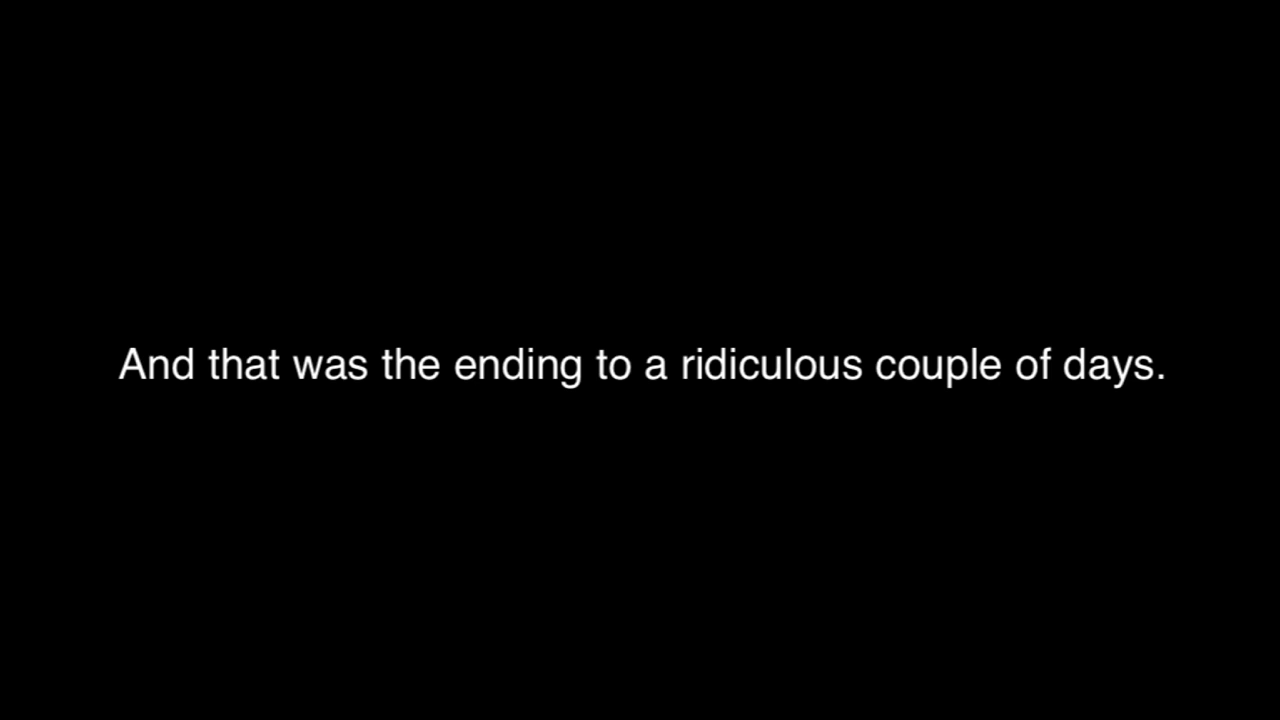 And that was the ending to a ridiculous couple of days.